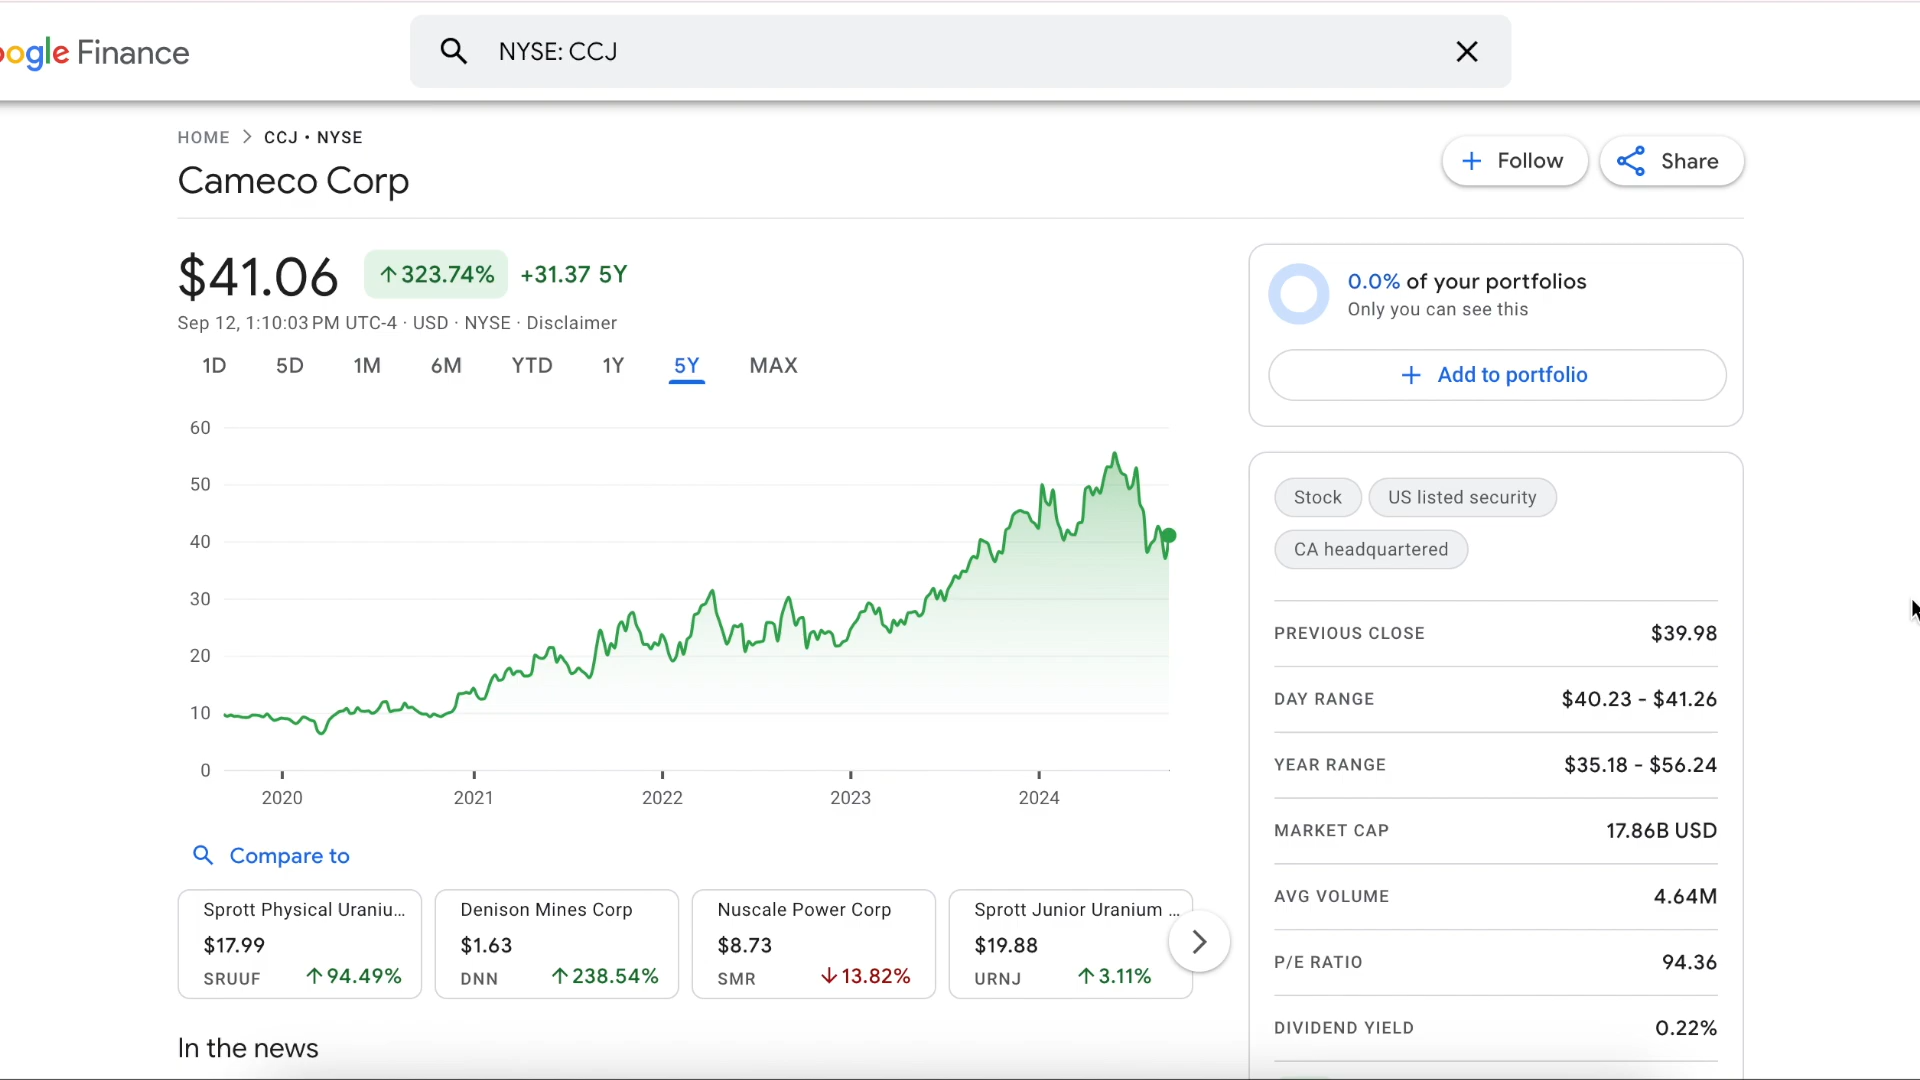 oogle Finance
NYSE: CCJ
HOME > CCJ • NYSE
Cameco Corp
Follow
Share
$41.06 ↑323.74% +31.37 5Y
Sep 12, 1:10:03 PM UTC-4 · USD · NYSE · Disclaimer
1D 5D 1M 6M YTD 1Y 5Y MAX
60
50
40
30
20
10
0
2020 2021 2022 2023 2024
Compare to
Sprott Physical Uraniu...
$17.99
SRUUF ↑94.49%
Denison Mines Corp
$1.63
DNN ↑238.54%
Nuscale Power Corp
$8.73
SMR ↓13.82%
Sprott Junior Uranium ...
$19.88
URNJ ↑3.11%
In the news
0.0% of your portfolios
Only you can see this
+ Add to portfolio
Stock
US listed security
CA headquartered
PREVIOUS CLOSE $39.98
DAY RANGE $40.23 - $41.26
YEAR RANGE $35.18 - $56.24
MARKET CAP 17.86B USD
AVG VOLUME 4.64M
P/E RATIO 94.36
DIVIDEND YIELD 0.22%